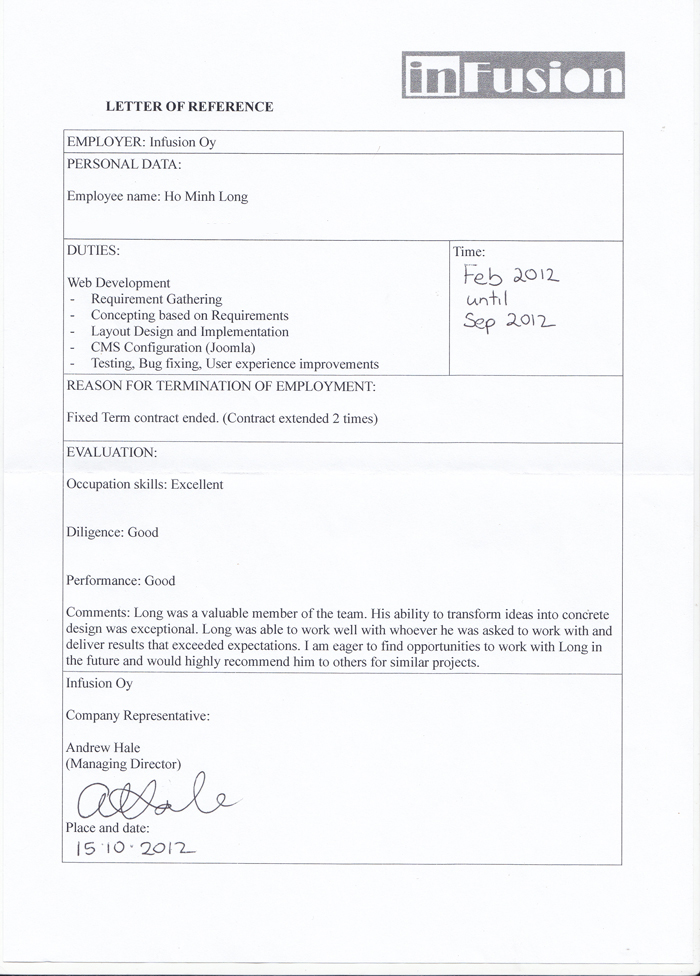 inFusion
LETTER OF REFERENCE
EMPLOYER: Infusion Oy
PERSONAL DATA:
Employee name: Ho Minh Long
DUTIES:
Web Development
- Requirement Gathering
- Concepting based on Requirements
- Layout Design and Implementation
- CMS Configuration (Joomla)
- Testing, Bug fixing, User experience improvements
Time:
Feb 2012
until
Sep 2012
REASON FOR TERMINATION OF EMPLOYMENT:
Fixed Term contract ended. (Contract extended 2 times)
EVALUATION:
Occupation skills: Excellent
Diligence: Good
Performance: Good
Comments: Long was a valuable member of the team. His ability to transform ideas into concrete
design was exceptional. Long was able to work well with whoever he was asked to work with and
deliver results that exceeded expectations. I am eager to find opportunities to work with Long in
the future and would highly recommend him to others for similar projects.
Infusion Oy
Company Representative:
Andrew Hale
(Managing Director)
AHale
Place and date:
15.10.2012